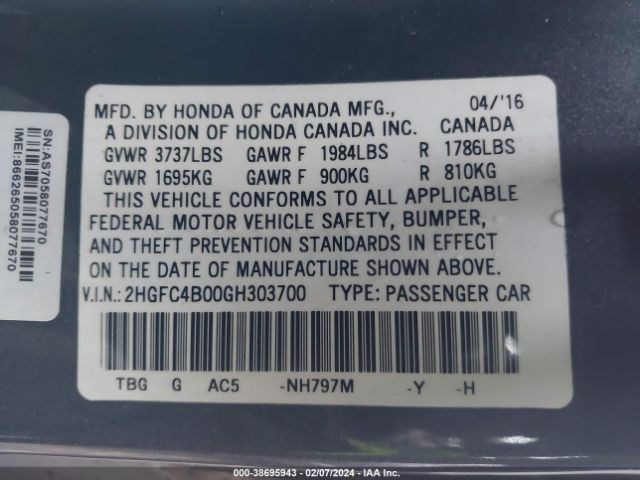 MFD. BY HONDA OF CANADA MFG., 04/'16
A DIVISION OF HONDA CANADA INC. CANADA
GVWR 3737LBS GAWR F 1984LBS R 1786LBS
GVWR 1695KG GAWR F 900KG R 810KG
THIS VEHICLE CONFORMS TO ALL APPLICABLE
FEDERAL MOTOR VEHICLE SAFETY, BUMPER,
AND THEFT PREVENTION STANDARDS IN EFFECT
ON THE DATE OF MANUFACTURE SHOWN ABOVE.
V.I.N.: 2HGFC4B00GH303700 TYPE: PASSENGER CAR
TBG G AC5 -NH797M -Y -H
SN:AS7058077670
IMEI:866265058077670
000-38695943 - 02/07/2024 - IAA Inc.